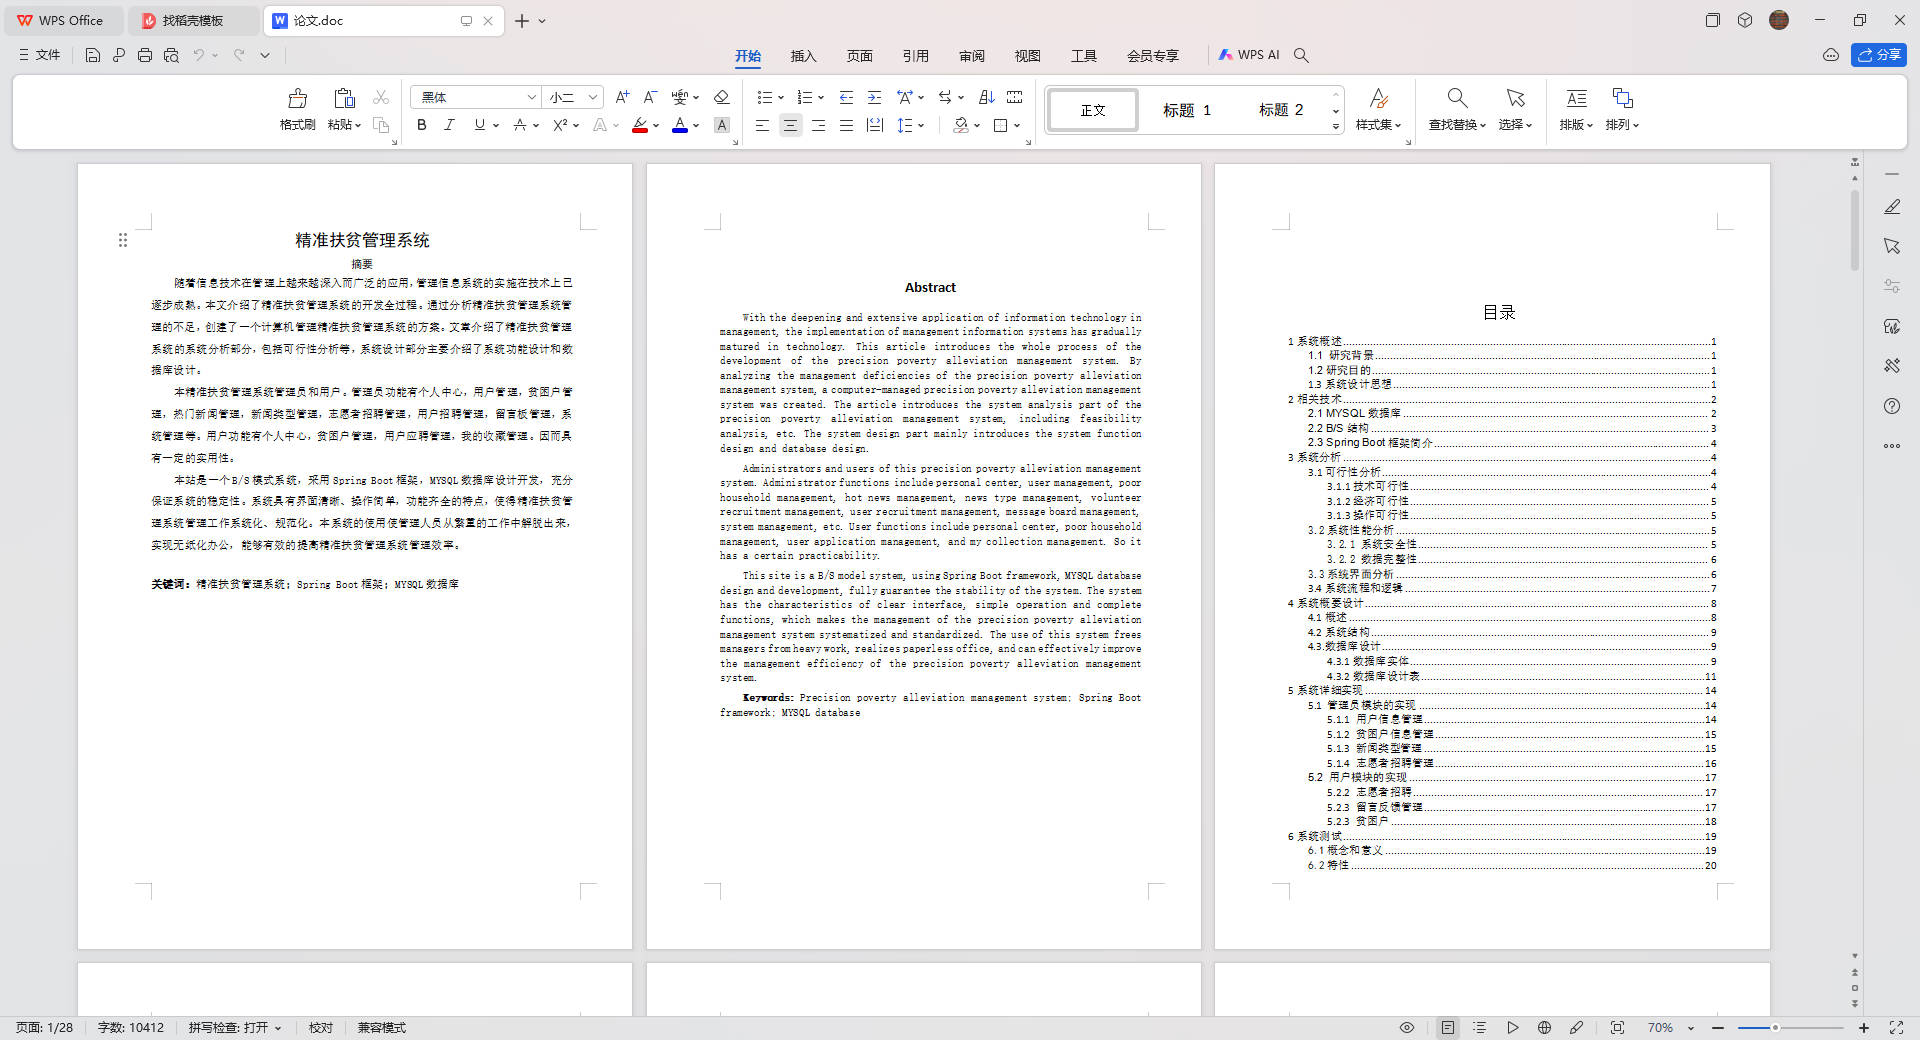 WPS Office
找稻壳模板
论文.doc
文件
开始
插入
页面
引用
审阅
视图
工具
会员专享
WPS AI
分享
格式刷
粘贴
黑体
小二
正文
标题 1
标题 2
样式集
查找替换
选择
排版
排列
精准扶贫管理系统
摘要
随着信息技术在管理上越来越深入而广泛的应用,管理信息系统的实施在技术上已
逐步成熟。本文介绍了精准扶贫管理系统的开发全过程。通过分析精准扶贫管理系统管
理的不足,创建了一个计算机管理精准扶贫管理系统的方案。文章介绍了精准扶贫管理
系统的系统分析部分,包括可行性分析等,系统设计部分主要介绍了系统功能设计和数
据库设计。
本精准扶贫管理系统管理员和用户。管理员功能有个人中心,用户管理,贫困户管
理,热门新闻管理,新闻类型管理,志愿者招聘管理,用户招聘管理,留言板管理,系
统管理等。用户功能有个人中心,贫困户管理,用户应聘管理,我的收藏管理。因而具
有一定的实用性。
本站是一个B/S模式系统,采用Spring Boot框架,MYSQL数据库设计开发,充分
保证系统的稳定性。系统具有界面清晰、操作简单,功能齐全的特点,使得精准扶贫管
理系统管理工作系统化、规范化。本系统的使用使管理人员从繁重的工作中解脱出来,
实现无纸化办公,能够有效的提高精准扶贫管理系统管理效率。
关键词:精准扶贫管理系统;Spring Boot框架;MYSQL数据库
Abstract
With the deepening and extensive application of information technology in
management, the implementation of management information systems has gradually
matured in technology. This article introduces the whole process of the
development of the precision poverty alleviation management system. By
analyzing the management deficiencies of the precision poverty alleviation
management system, a computer-managed precision poverty alleviation management
system was created. The article introduces the system analysis part of the
precision poverty alleviation management system, including feasibility
analysis, etc. The system design part mainly introduces the system function
design and database design.
Administrators and users of this precision poverty alleviation management
system. Administrator functions include personal center, user management, poor
household management, hot news management, news type management, volunteer
recruitment management, user recruitment management, message board management,
system management, etc. User functions include personal center, poor household
management, user application management, and my collection management. So it
has a certain practicability.
This site is a B/S model system, using Spring Boot framework, MYSQL database
design and development, fully guarantee the stability of the system. The system
has the characteristics of clear interface, simple operation and complete
functions, which makes the management of the precision poverty alleviation
management system systematized and standardized. The use of this system frees
managers from heavy work, realizes paperless office, and can effectively improve
the management efficiency of the precision poverty alleviation management
system.
Keywords: Precision poverty alleviation management system; Spring Boot
framework; MYSQL database
目录
1 系统概述 1
1.1 研究背景 1
1.2 研究目的 1
1.3 系统设计思想 1
2 相关技术 2
2.1 MYSQL 数据库 2
2.2 B/S 结构 3
2.3 Spring Boot 框架简介 4
3 系统分析 4
3.1 可行性分析 4
3.1.1 技术可行性 4
3.1.2 经济可行性 5
3.1.3 操作可行性 5
3.2 系统性能分析 5
3.2.1 系统安全性 5
3.2.2 数据完整性 6
3.3 系统界面分析 6
3.4 系统流程和逻辑 7
4 系统概要设计 8
4.1 概述 8
4.2 系统结构 9
4.3.数据库设计 9
4.3.1 数据库实体 9
4.3.2 数据库设计表 11
5 系统详细实现 14
5.1 管理员模块的实现 14
5.1.1 用户信息管理 14
5.1.2 贫困户信息管理 15
5.1.3 新闻类型管理 15
5.1.4 志愿者招聘管理 16
5.2 用户模块的实现 17
5.2.2 志愿者招聘 17
5.2.3 留言反馈管理 17
5.2.3 贫困户 18
6 系统测试 19
6.1 概念和意义 19
6.2 特性 20
页面: 1/28
字数: 10412
拼写检查: 打开
校对
兼容模式
70%